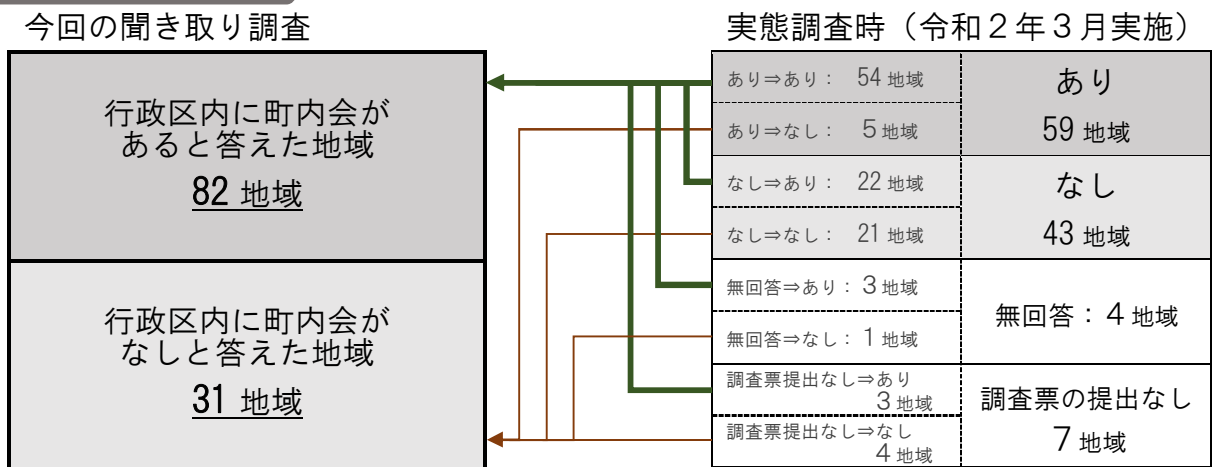 今回の聞き取り調査
行政区内に町内会が
あると答えた地域
82 地域
行政区内に町内会が
なしと答えた地域
31 地域
実態調査時（令和２年３月実施）
あり⇒あり： 54 地域
あり⇒なし： 5 地域
あり
59 地域
なし⇒あり： 22 地域
なし⇒なし： 21 地域
なし
43 地域
無回答⇒あり：３地域
無回答⇒なし：１地域
無回答：４地域
調査票提出なし⇒あり
３地域
調査票提出なし⇒なし
４地域
調査票の提出なし
７地域